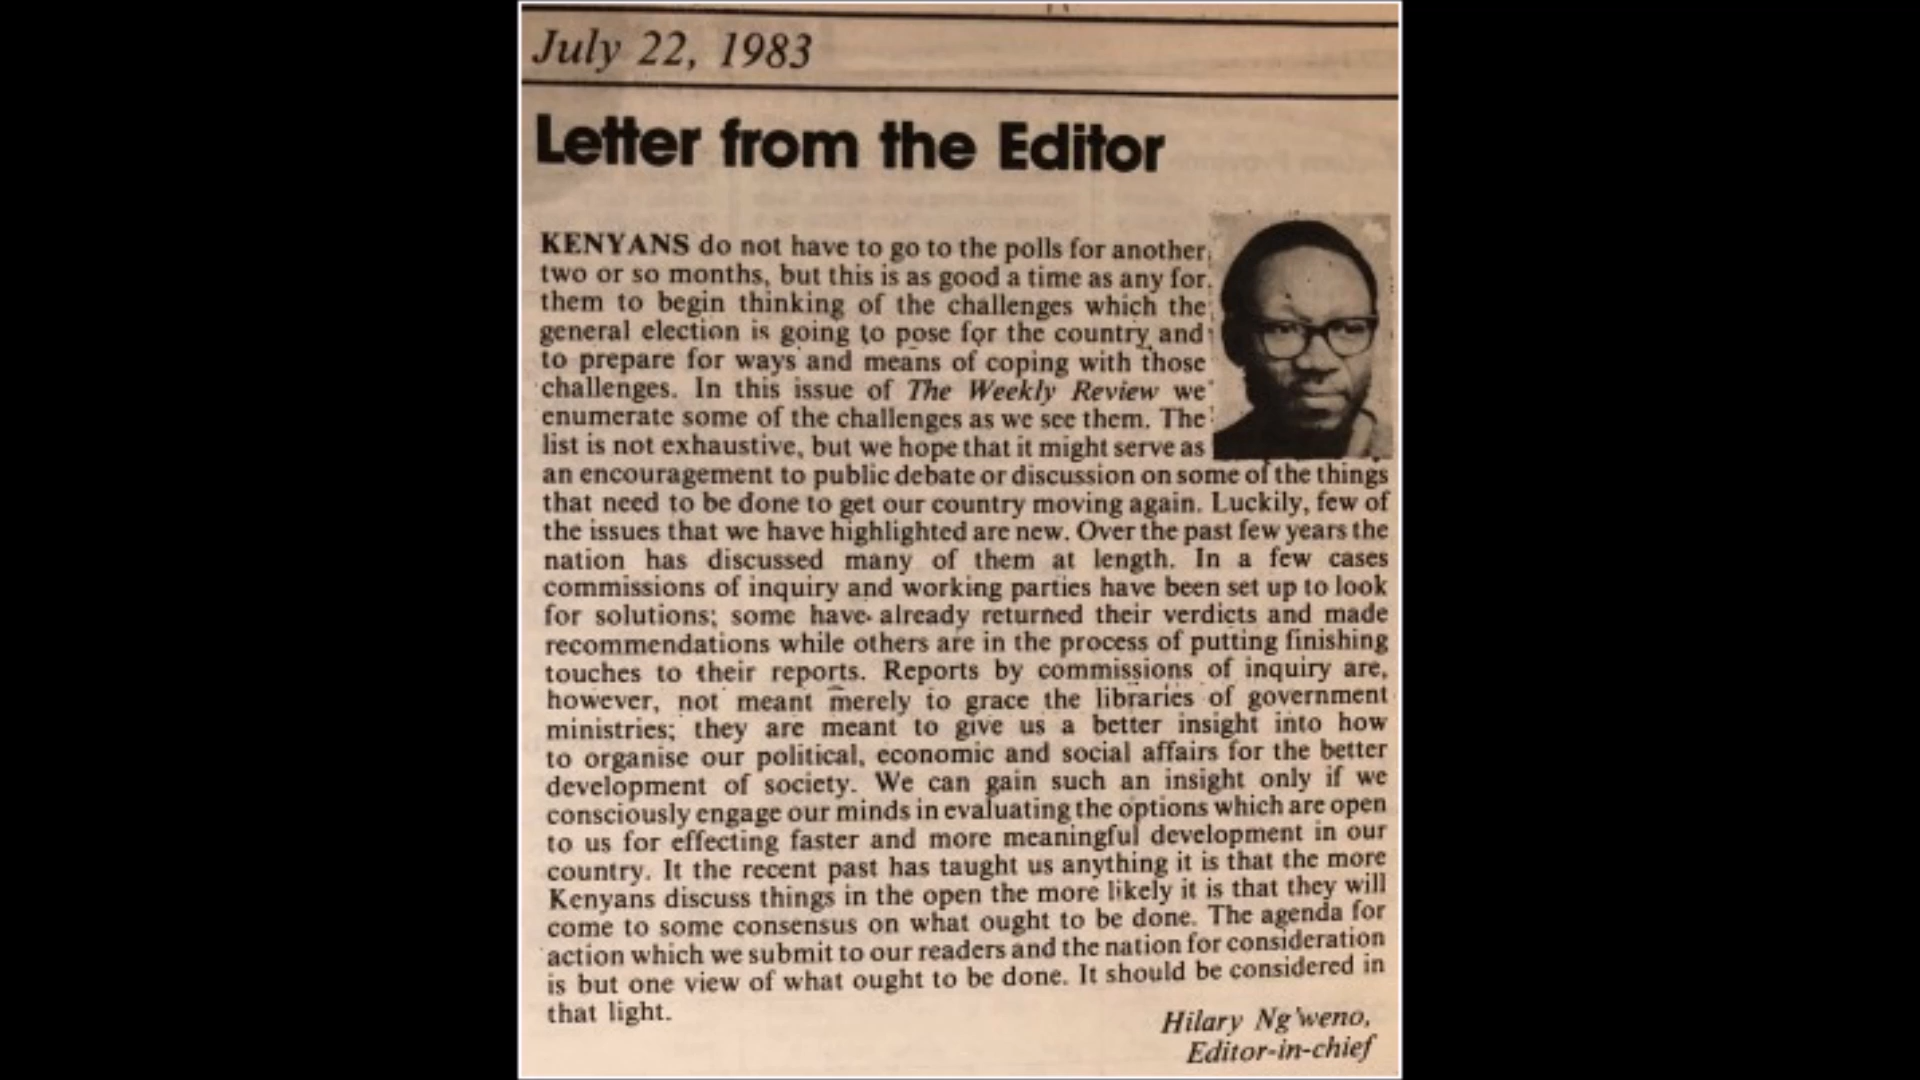 July 22, 1983
Letter from the Editor
KENYANS do not have to go to the polls for another
two or so months, but this is as good a time as any for
them to begin thinking of the challenges which the
general election is going to pose for the country and
to prepare for ways and means of coping with those
challenges. In this issue of The Weekly Review we
enumerate some of the challenges as we see them. The
list is not exhaustive, but we hope that it might serve as
an encouragement to public debate or discussion on some of the things
that need to be done to get our country moving again. Luckily, few of
the issues that we have highlighted are new. Over the past few years the
nation has discussed many of them at length. In a few cases
commissions of inquiry and working parties have been set up to look
for solutions; some have already returned their verdicts and made
recommendations while others are in the process of putting finishing
touches to their reports. Reports by commissions of inquiry are,
however, not meant merely to grace the libraries of government
ministries; they are meant to give us a better insight into how
to organise our political, economic and social affairs for the better
development of society. We can gain such an insight only if we
consciously engage our minds in evaluating the options which are open
to us for effecting faster and more meaningful development in our
country. It the recent past has taught us anything it is that the more
Kenyans discuss things in the open the more likely it is that they will
come to some consensus on what ought to be done. The agenda for
action which we submit to our readers and the nation for consideration
is but one view of what ought to be done. It should be considered in
that light.
Hilary Ng'weno,
Editor-in-chief